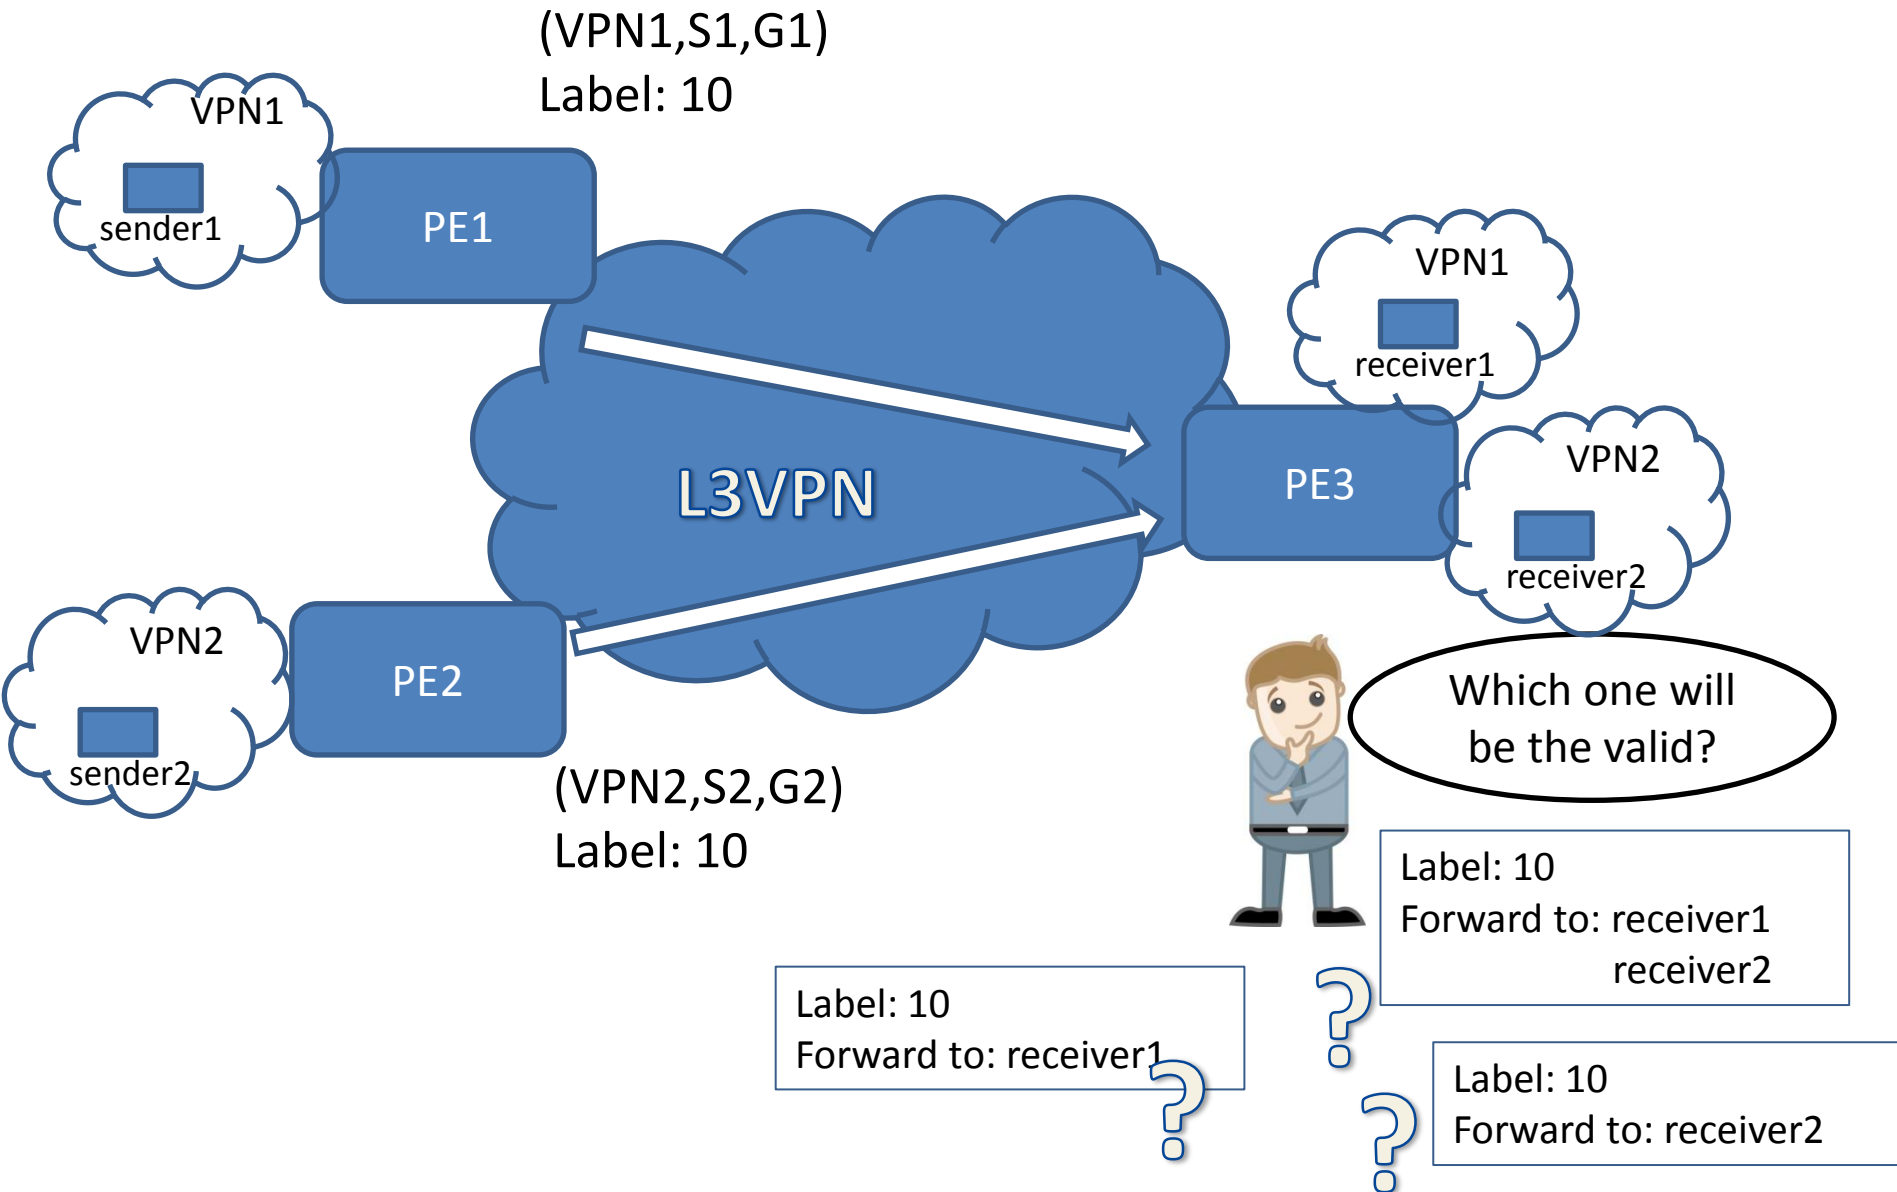 (VPN1,S1,G1)
Label: 10
VPN1
sender1
PE1
VPN1
receiver1
L3VPN
PE3
VPN2
receiver2
VPN2
sender2
PE2
(VPN2,S2,G2)
Label: 10
Which one will
be the valid?
Label: 10
Forward to: receiver1
receiver2
?
Label: 10
Forward to: receiver1
?
Label: 10
Forward to: receiver2
?